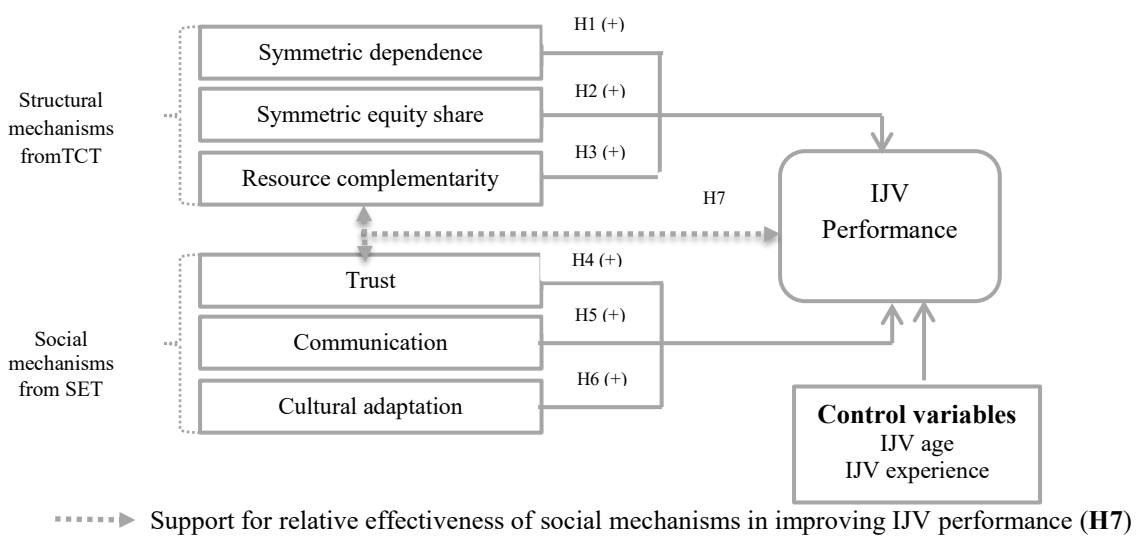 H1 (+)
Symmetric dependence
H2 (+)
Symmetric equity share
H3 (+)
Resource complementarity
Structural
mechanisms
fromTCT
H7
IJV
Performance
H4 (+)
Trust
H5 (+)
Communication
H6 (+)
Cultural adaptation
Social
mechanisms
from SET
Control variables
IJV age
IJV experience
Support for relative effectiveness of social mechanisms in improving IJV performance (H7)